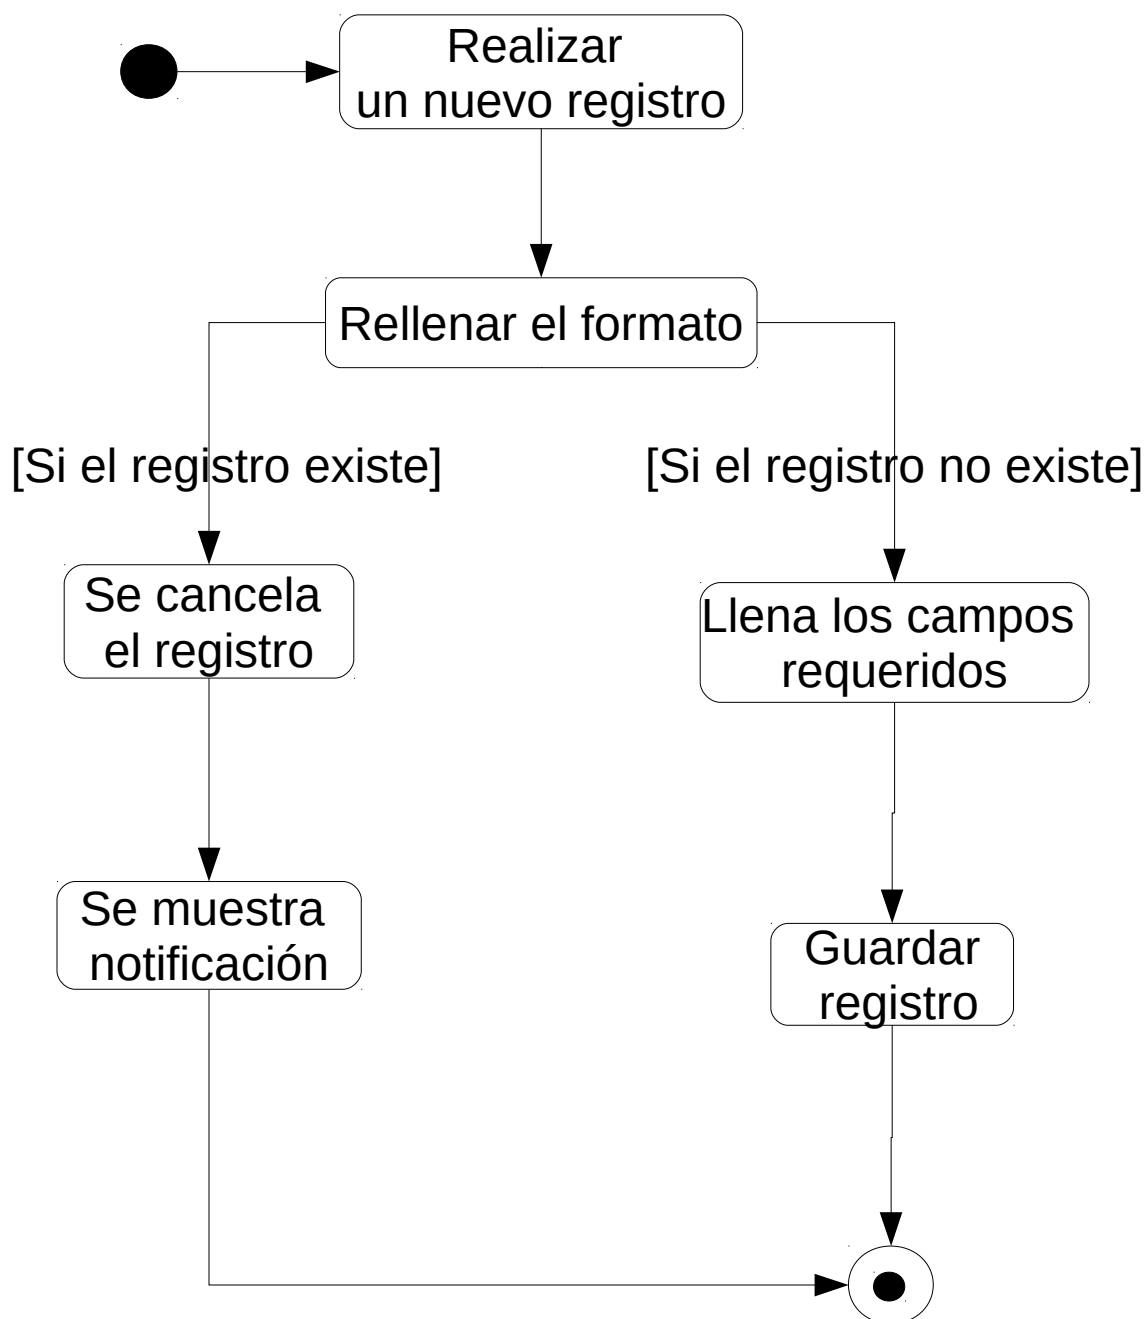 Realizar
un nuevo registro
Rellenar el formato
[Si el registro existe]
[Si el registro no existe]
Se cancela
el registro
Llena los campos
requeridos
Se muestra
notificación
Guardar
registro